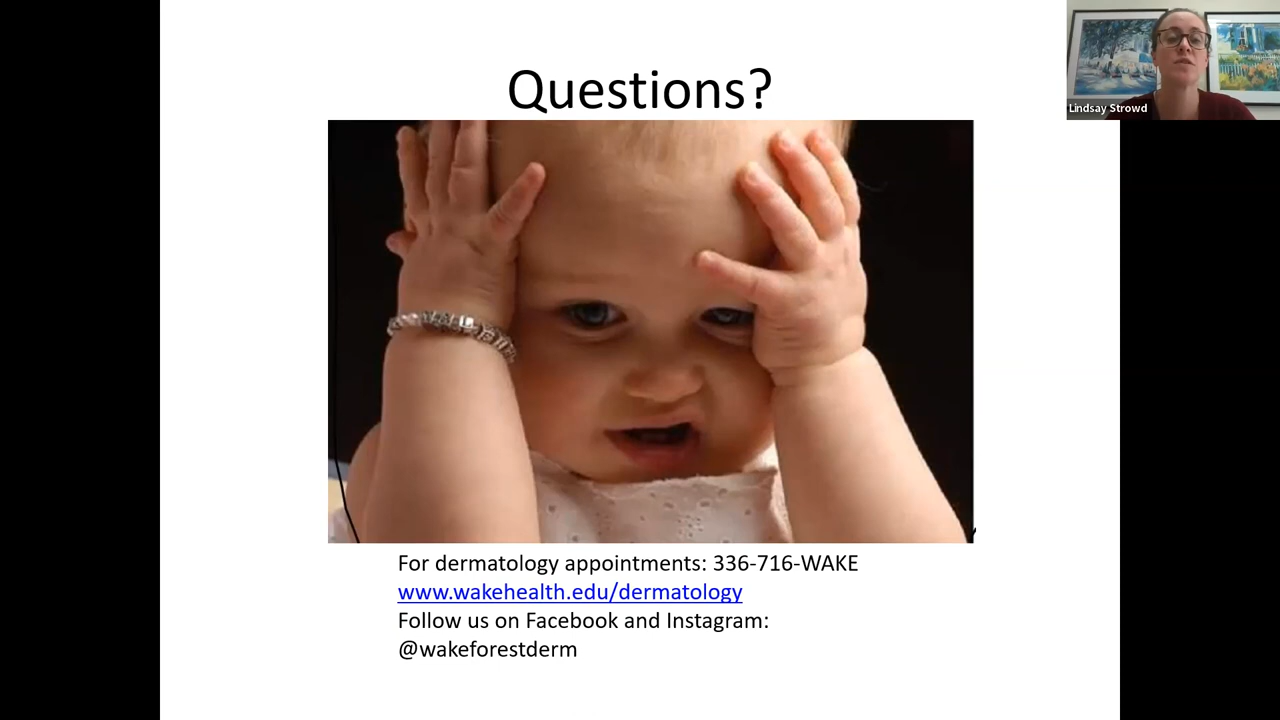 Questions?
Lindsay Strowd
For dermatology appointments: 336-716-WAKE
www.wakehealth.edu/dermatology
Follow us on Facebook and Instagram:
@wakeforestderm